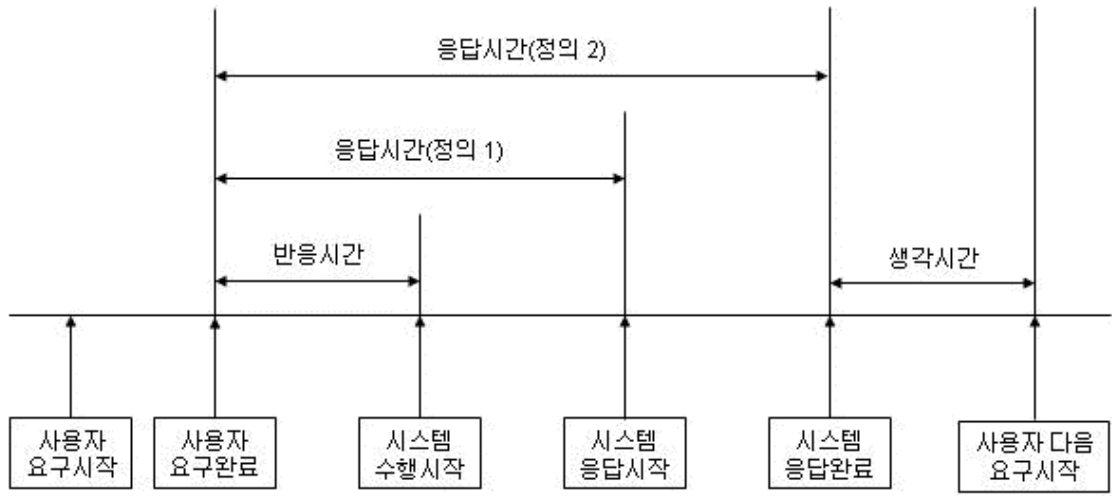 응답시간(정의 2)
응답시간(정의 1)
반응시간
생각시간
사용자
요구시작
사용자
요구완료
시스템
수행시작
시스템
응답시작
시스템
응답완료
사용자 다음
요구시작